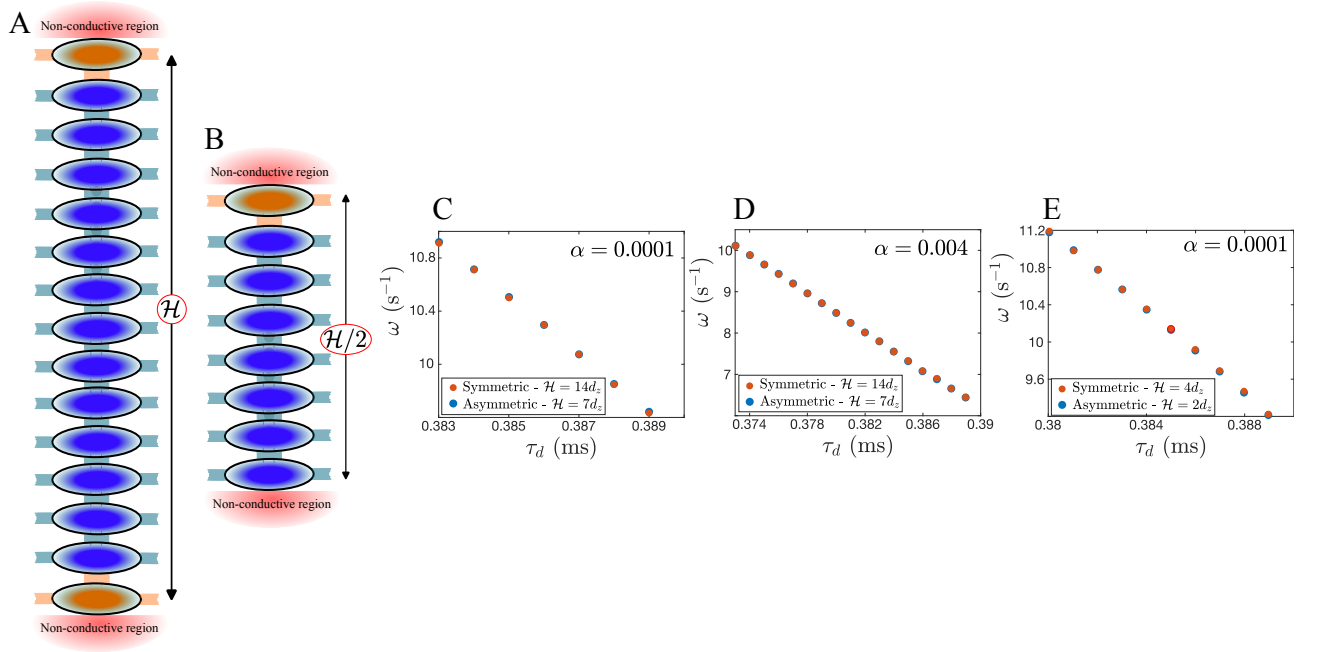 A
Non-conductive region
ℋ
Non-conductive region
B
Non-conductive region
ℋ/2
Non-conductive region
C
α = 0.0001
ω (s⁻¹)
10.8
10.4
10
Symmetric - ℋ = 14d_z
Asymmetric - ℋ = 7d_z
0.383 0.385 0.387 0.389
τ_d (ms)
D
α = 0.004
ω (s⁻¹)
10
9
8
7
Symmetric - ℋ = 14d_z
Asymmetric - ℋ = 7d_z
0.374 0.378 0.382 0.386 0.39
τ_d (ms)
E
α = 0.0001
ω (s⁻¹)
11.2
10.8
10.4
10
9.6
Symmetric - ℋ = 4d_z
Asymmetric - ℋ = 2d_z
0.38 0.384 0.388
τ_d (ms)